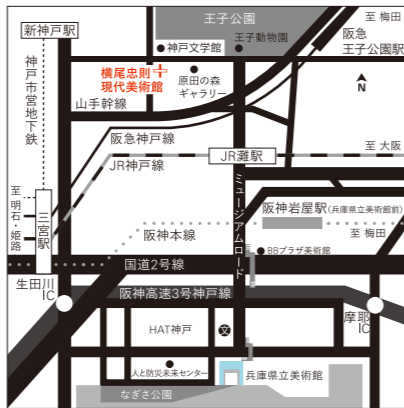 王子公園
至 梅田
新神戸駅
阪急
王子公園駅
神戸文学館
王子動物園
横尾忠則
現代美術館
原田の森
ギャラリー
N
神戸市営地下鉄
山手幹線
阪急神戸線
至 大阪
JR神戸線
JR灘駅
ミュージアムロード
至 明石・姫路
三宮駅
阪神岩屋駅(兵庫県立美術館前)
阪神本線
至 梅田
BBプラザ美術館
国道2号線
生田川
IC
阪神高速3号神戸線
摩耶
IC
HAT神戸
文
人と防災未来センター
兵庫県立美術館
なぎさ公園